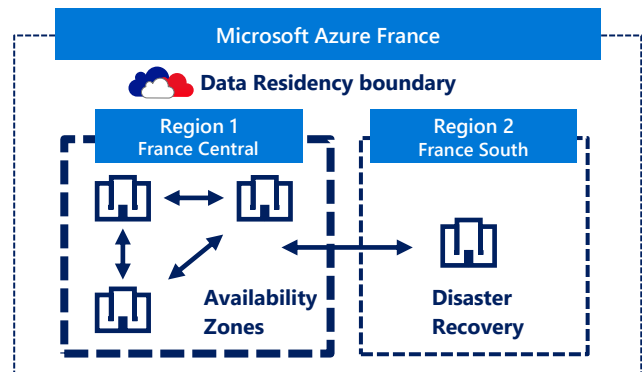 Microsoft Azure France
Data Residency boundary
Region 1
France Central
Region 2
France South
Availability
Zones
Disaster
Recovery